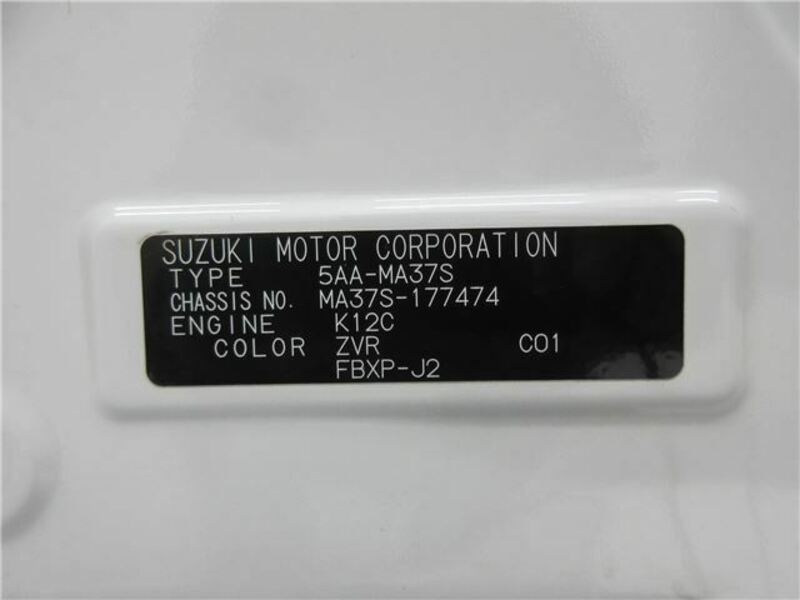 SUZUKI MOTOR CORPORATION
TYPE 5AA-MA37S
CHASSIS NO. MA37S-177474
ENGINE K12C
COLOR ZVR C01
FBXP-J2